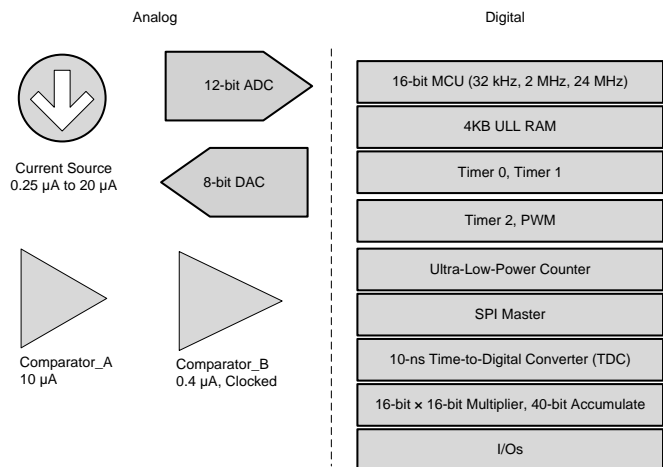 Analog
Digital
12-bit ADC
Current Source
0.25 µA to 20 µA
8-bit DAC
Comparator_A
10 µA
Comparator_B
0.4 µA, Clocked
16-bit MCU (32 kHz, 2 MHz, 24 MHz)
4KB ULL RAM
Timer 0, Timer 1
Timer 2, PWM
Ultra-Low-Power Counter
SPI Master
10-ns Time-to-Digital Converter (TDC)
16-bit × 16-bit Multiplier, 40-bit Accumulate
I/Os